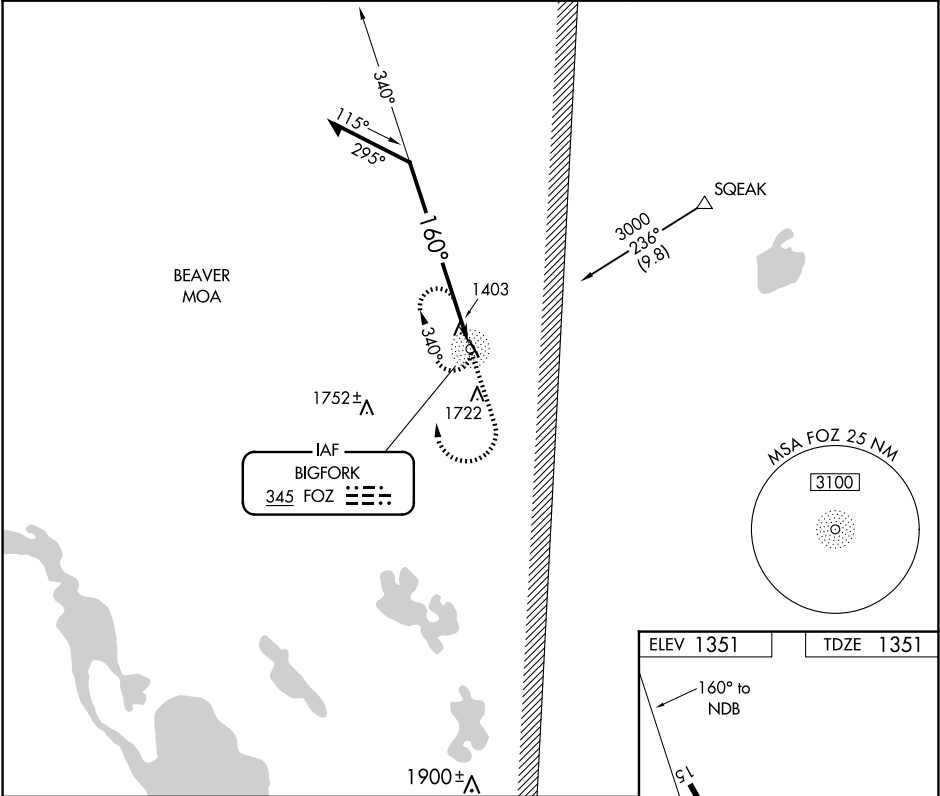 340°
115°
295°
160°
SQEAK
3000
236°
(9.8)
BEAVER
MOA
1403
340°
1752±
1722
IAF
BIGFORK
345 FOZ
MSA FOZ 25 NM
3100
1900±
ELEV 1351
TDZE 1351
160° to
NDB
15